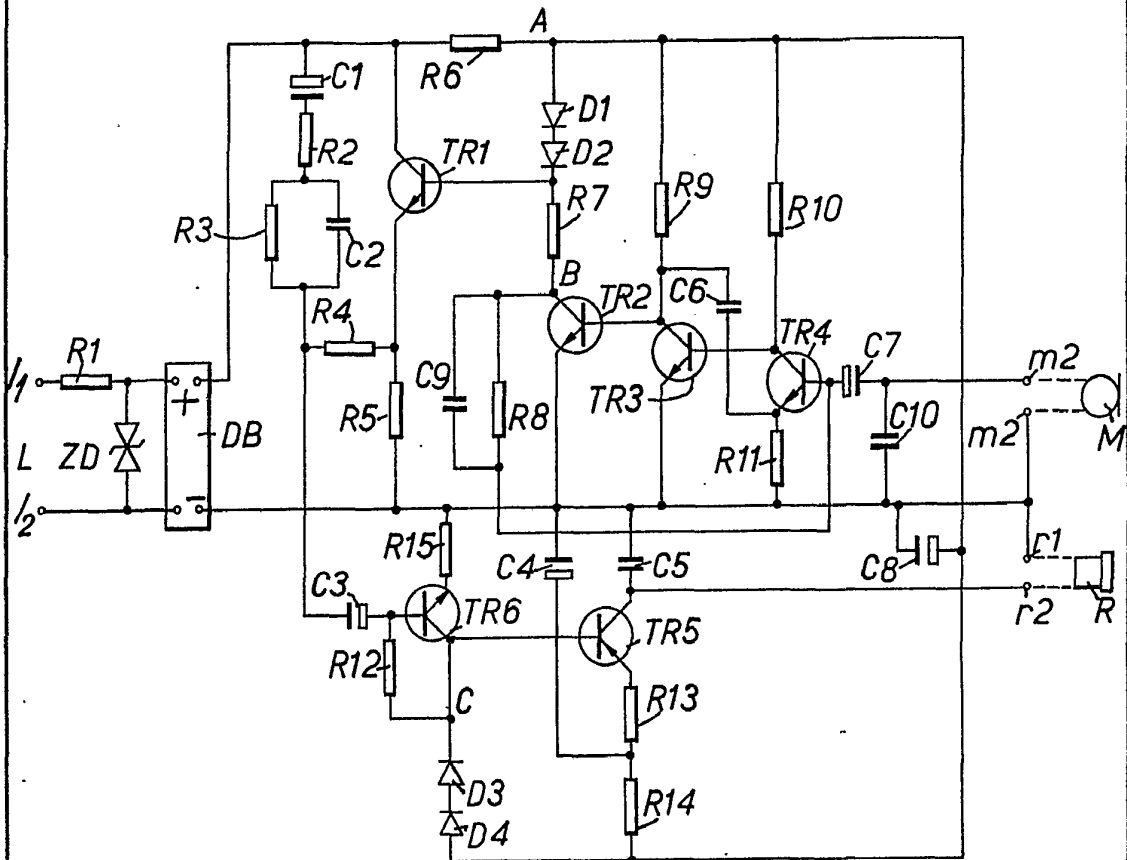 A
R6
C1
D1
R2
TR1
D2
R9
R3
C2
R7
R10
B
TR2
C6
R4
TR4
C7
m2
l1
R1
C9
TR3
+
DB
R5
R8
C10
L
ZD
R11
m2
M
l2
-
R15
C4
C5
C8
r1
C3
TR6
r2
R
R12
TR5
C
R13
D3
D4
R14